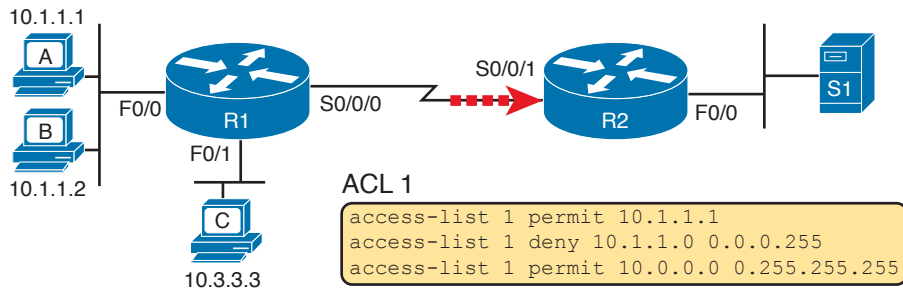 10.1.1.1
A
B
10.1.1.2
F0/0
R1
S0/0/0
F0/1
C
10.3.3.3
S0/0/1
R2
F0/0
S1
ACL 1
access-list 1 permit 10.1.1.1
access-list 1 deny 10.1.1.0 0.0.0.255
access-list 1 permit 10.0.0.0 0.255.255.255